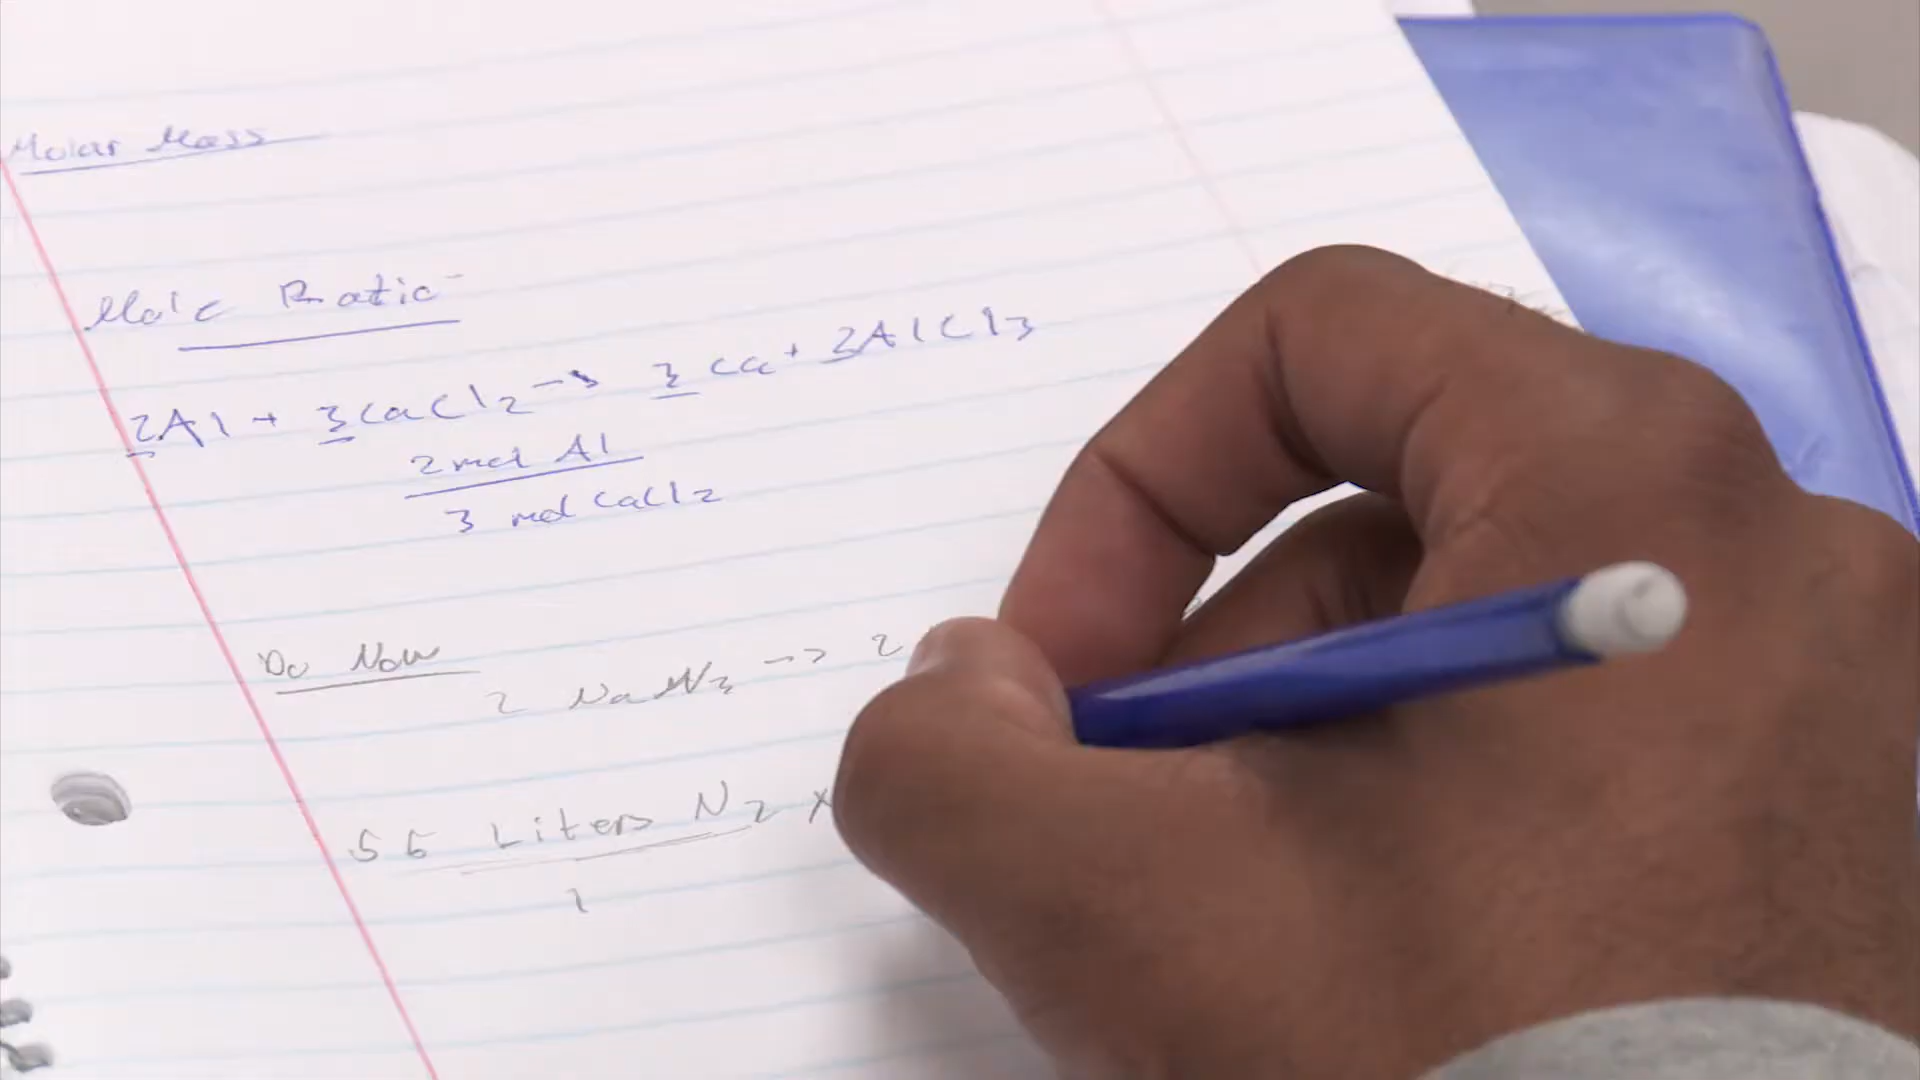 Molar Mass
Mole Ratio
2Al + 3CaCl2 → 3Ca + 2AlCl3
2 mol Al
3 mol CaCl2
Do Now
2 NaN3 → 2
56 Liters N2 x
1